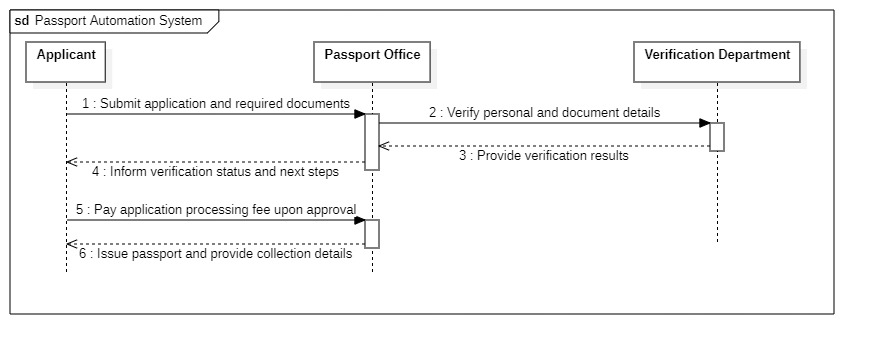 sd Passport Automation System
Applicant
Passport Office
Verification Department
1 : Submit application and required documents
2 : Verify personal and document details
3 : Provide verification results
4 : Inform verification status and next steps
5 : Pay application processing fee upon approval
6 : Issue passport and provide collection details